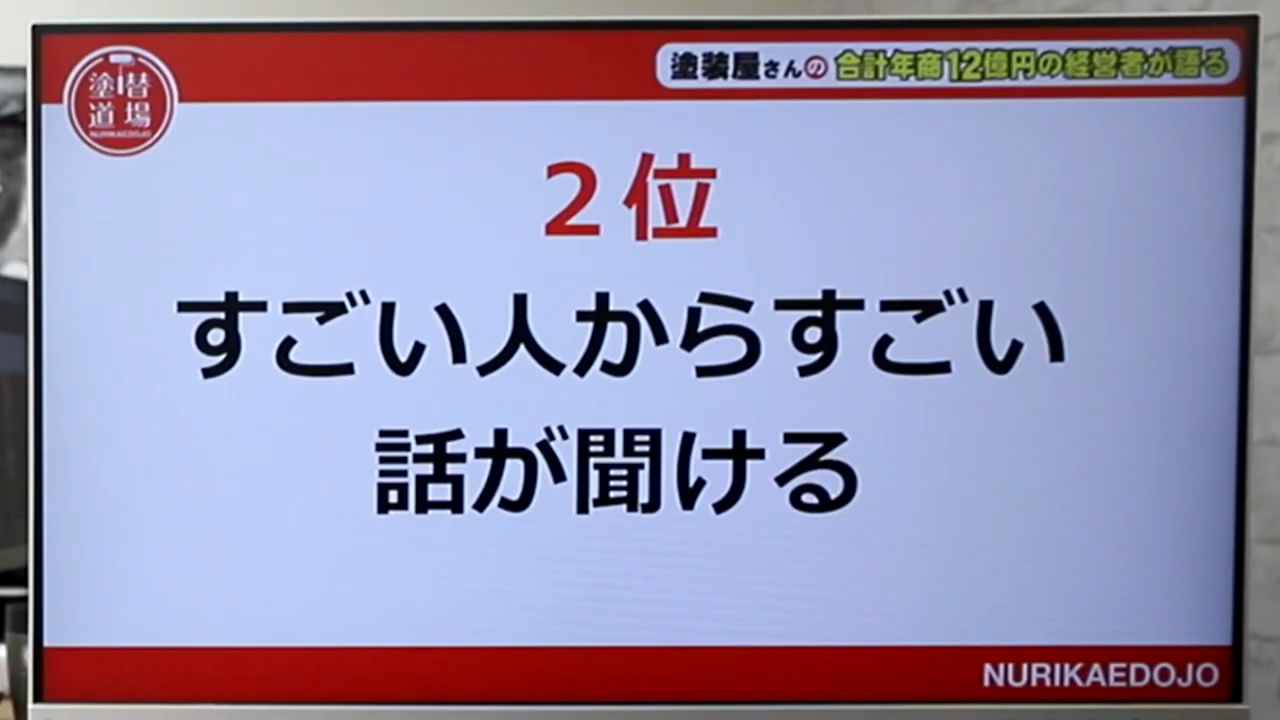 塗替
道場
NURIKAEDOJO
塗装屋さんの 合計年商12億円の経営者が語る
2位
すごい人からすごい
話が聞ける
NURIKAEDOJO